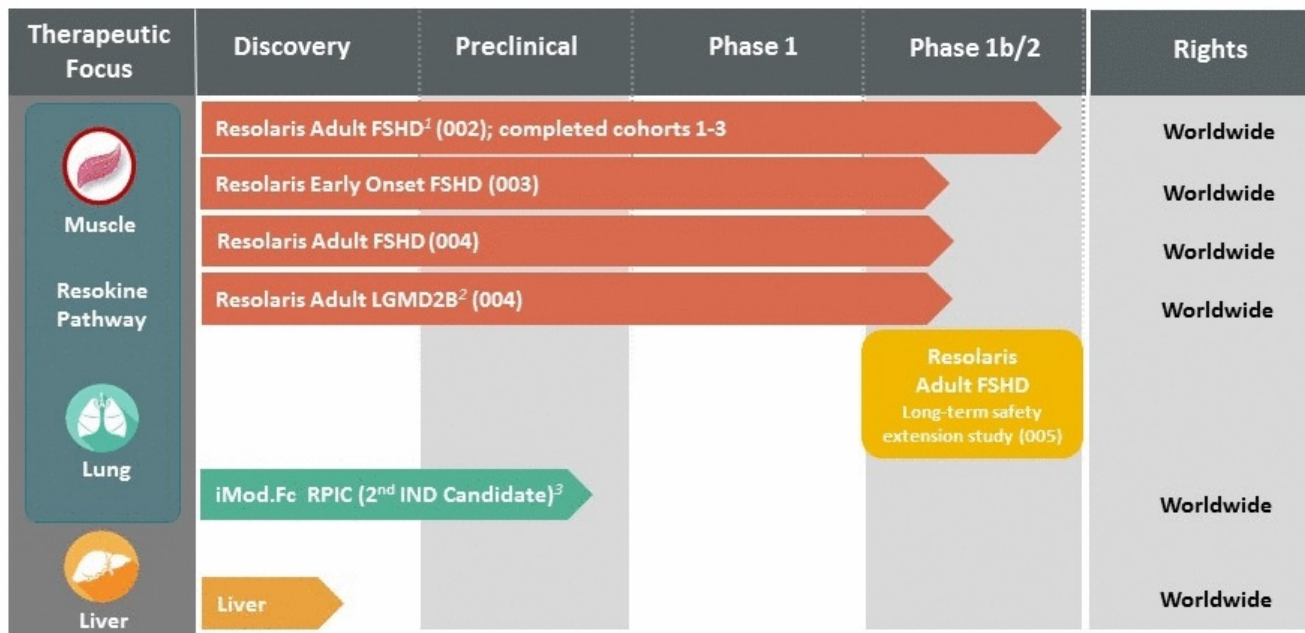 Therapeutic
Focus
Discovery
Preclinical
Phase 1
Phase 1b/2
Rights
Muscle
Resokine
Pathway
Lung
Liver
Resolaris Adult FSHD¹ (002); completed cohorts 1-3
Worldwide
Resolaris Early Onset FSHD (003)
Worldwide
Resolaris Adult FSHD (004)
Worldwide
Resolaris Adult LGMD2B² (004)
Worldwide
Resolaris
Adult FSHD
Long-term safety
extension study (005)
iMod.Fc RPIC (2nd IND Candidate)³
Worldwide
Liver
Worldwide